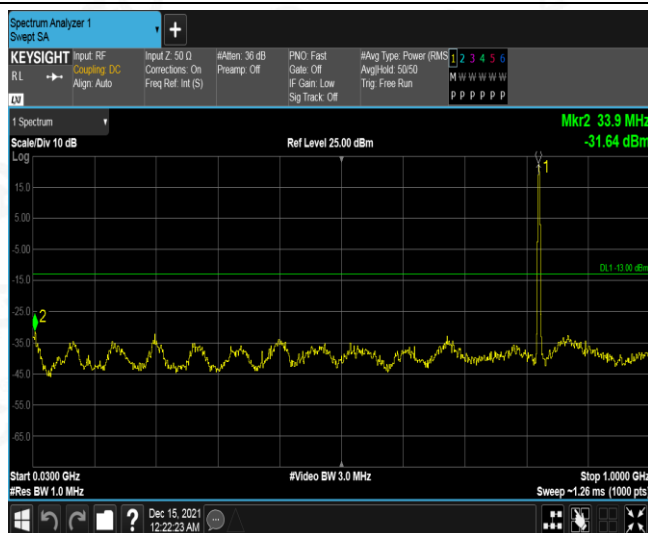 Spectrum Analyzer 1
Swept SA
KEYSIGHT
RL
Input: RF
Coupling: DC
Align: Auto
Input Z: 50 Ω
Corrections: On
Freq Ref: Int (S)
#Atten: 36 dB
Preamp: Off
PNO: Fast
Gate: Off
IF Gain: Low
Sig Track: Off
#Avg Type: Power (RMS
Avg|Hold: 50/50
Trig: Free Run
1 2 3 4 5 6
M W W W W W
P P P P P P
1 Spectrum
Mkr2 33.9 MHz
Scale/Div 10 dB
Ref Level 25.00 dBm
-31.64 dBm
Log
1
15.0
5.00
-5.00
DL1 -13.00 dBm
-15.0
-25.0
2
-35.0
-45.0
-55.0
-65.0
Start 0.0300 GHz
#Video BW 3.0 MHz
Stop 1.0000 GHz
#Res BW 1.0 MHz
Sweep ~1.26 ms (1000 pts)
?
Dec 15, 2021
12:22:23 AM